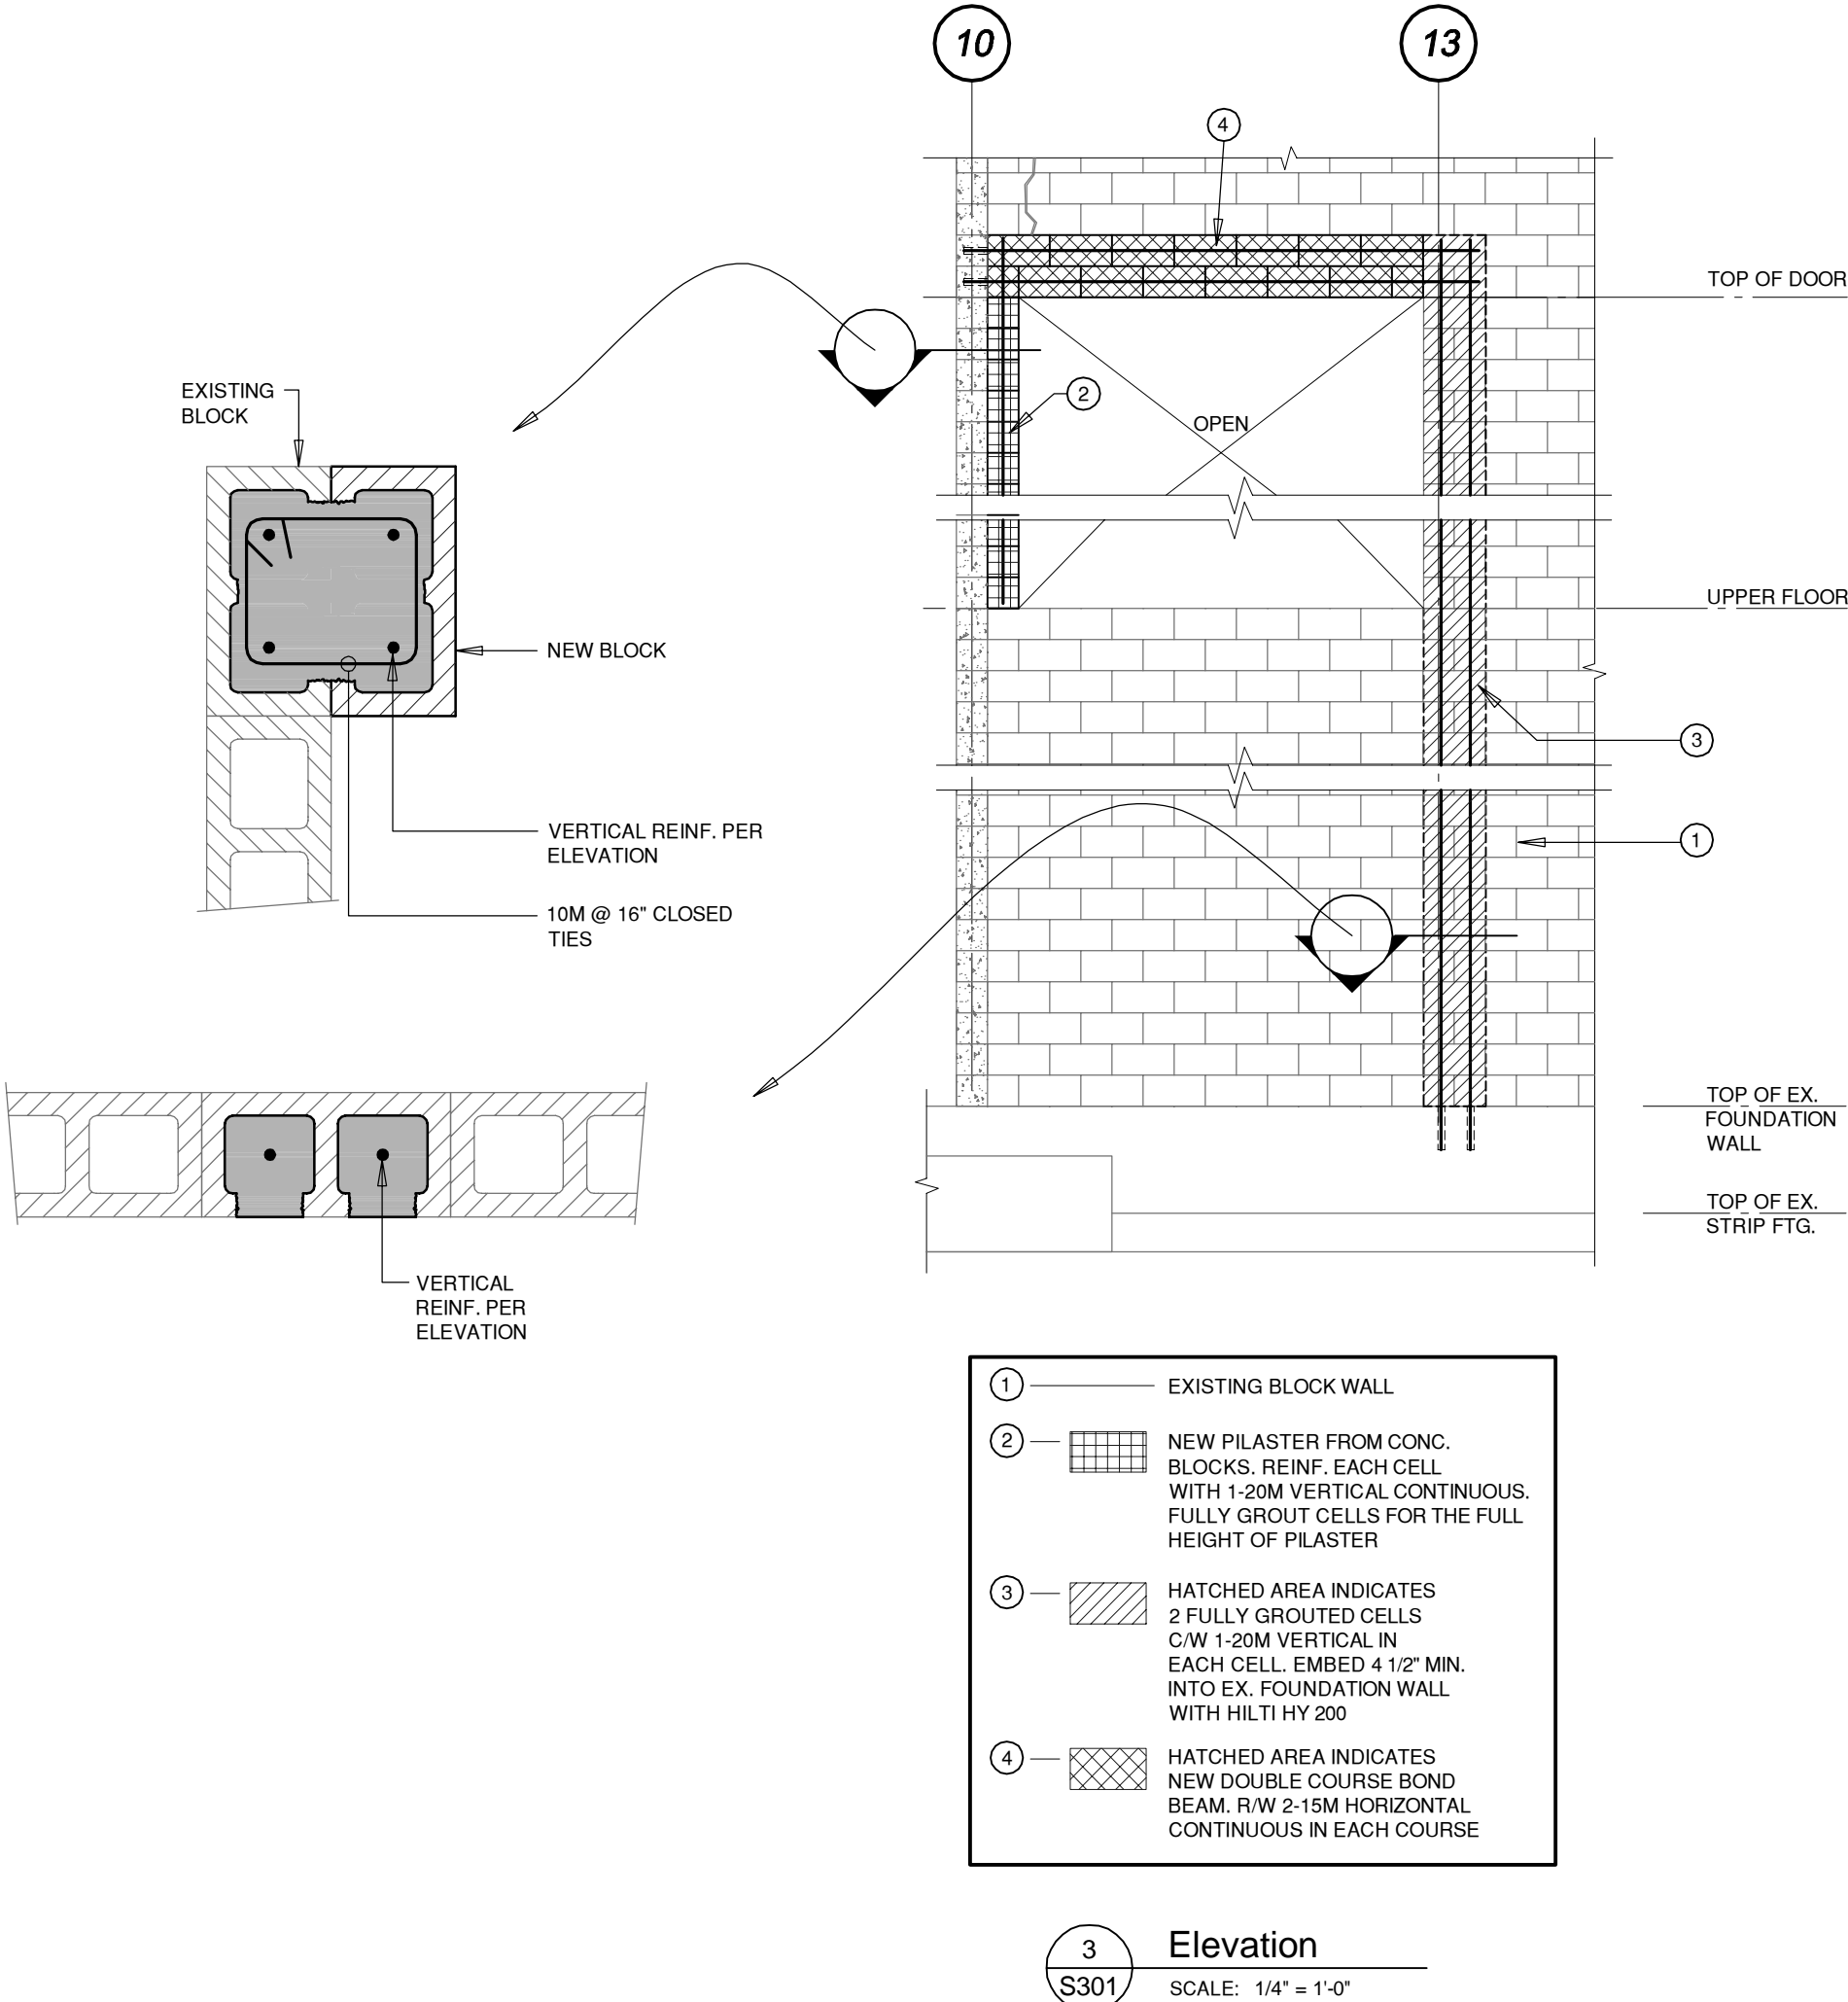 10
13
4
TOP OF DOOR
EXISTING
BLOCK
2
OPEN
UPPER FLOOR
NEW BLOCK
3
VERTICAL REINF. PER
ELEVATION
1
10M @ 16" CLOSED
TIES
TOP OF EX.
FOUNDATION
WALL
TOP OF EX.
STRIP FTG.
VERTICAL
REINF. PER
ELEVATION
1 EXISTING BLOCK WALL
2 NEW PILASTER FROM CONC.
BLOCKS. REINF. EACH CELL
WITH 1-20M VERTICAL CONTINUOUS.
FULLY GROUT CELLS FOR THE FULL
HEIGHT OF PILASTER
3 HATCHED AREA INDICATES
2 FULLY GROUTED CELLS
C/W 1-20M VERTICAL IN
EACH CELL. EMBED 4 1/2" MIN.
INTO EX. FOUNDATION WALL
WITH HILTI HY 200
4 HATCHED AREA INDICATES
NEW DOUBLE COURSE BOND
BEAM. R/W 2-15M HORIZONTAL
CONTINUOUS IN EACH COURSE
3
S301
Elevation
SCALE: 1/4" = 1'-0"